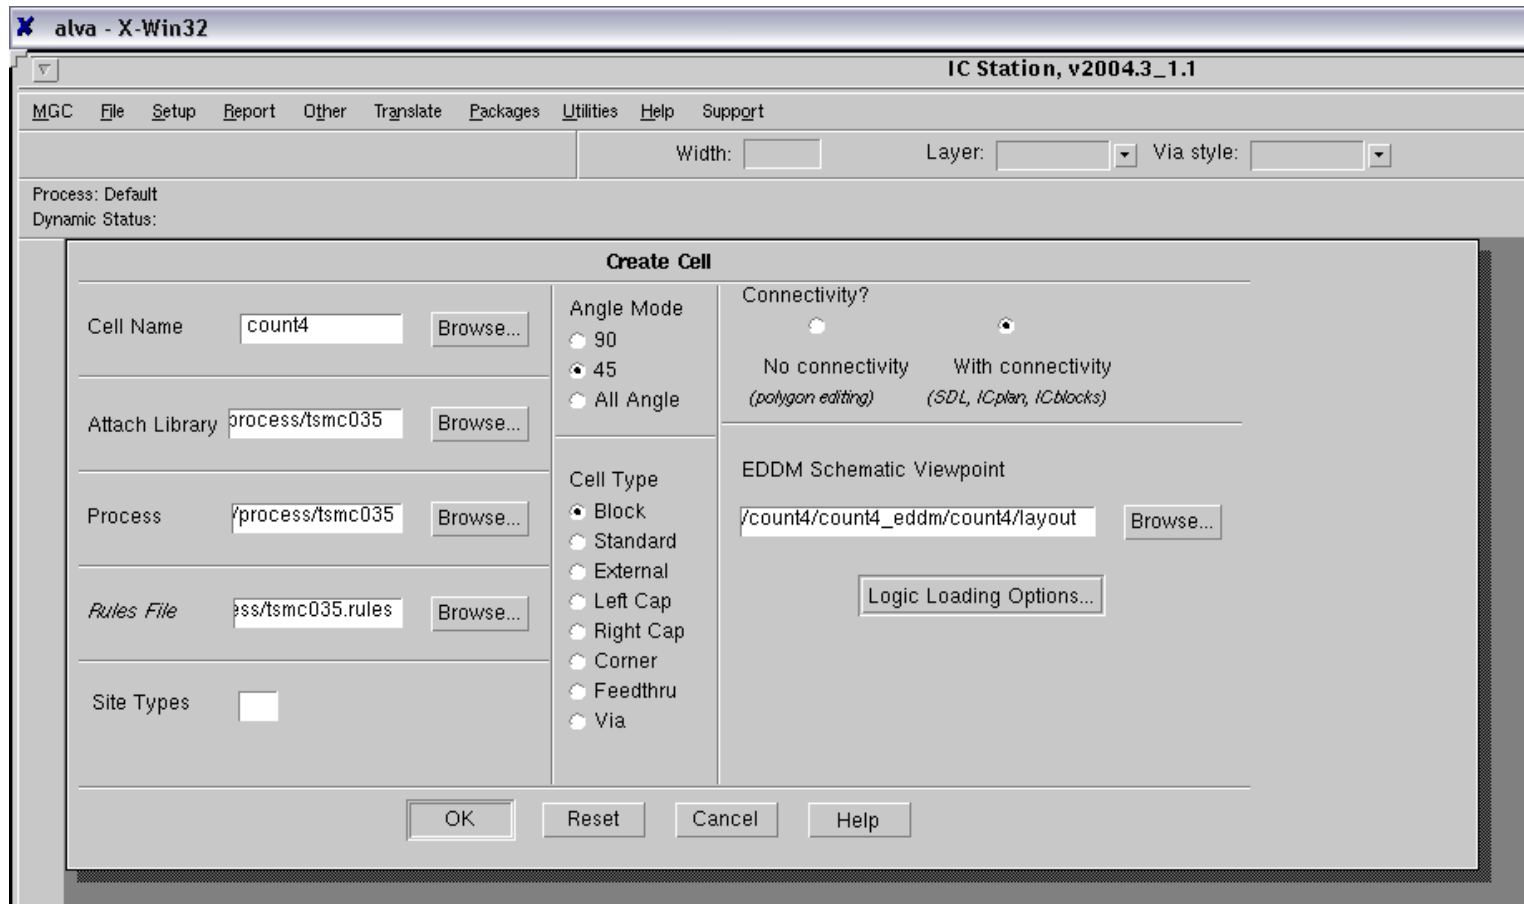 alva - X-Win32
IC Station, v2004.3_1.1
MGC File Setup Report Other Translate Packages Utilities Help Support
Width: Layer: Via style:
Process: Default
Dynamic Status:
Create Cell
Cell Name count4 Browse...
Attach Library process/tsmc035 Browse...
Process /process/tsmc035 Browse...
Rules File ess/tsmc035.rules Browse...
Site Types
Angle Mode
90
45
All Angle
Cell Type
Block
Standard
External
Left Cap
Right Cap
Corner
Feedthru
Via
Connectivity?
No connectivity With connectivity
(polygon editing) (SDL, ICplan, ICblocks)
EDDM Schematic Viewpoint
/count4/count4_eddm/count4/layout Browse...
Logic Loading Options...
OK Reset Cancel Help